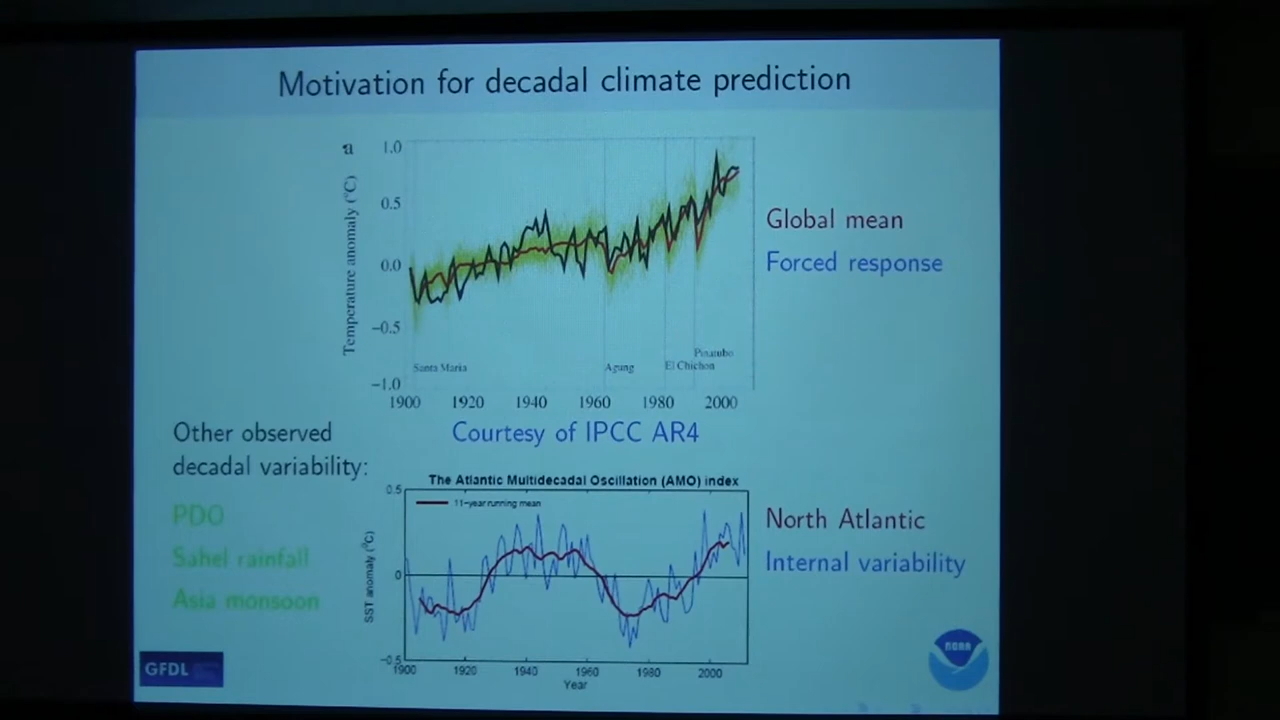 Motivation for decadal climate prediction
a
Temperature anomaly (°C)
1.0
0.5
0.0
−0.5
−1.0
Santa Maria
Agung
El Chichon
Pinatubo
1900 1920 1940 1960 1980 2000
Global mean
Forced response
Courtesy of IPCC AR4
Other observed
decadal variability:
PDO
Sahel rainfall
Asia monsoon
The Atlantic Multidecadal Oscillation (AMO) index
11-year running mean
SST anomaly (°C)
0.5
0
−0.5
1900 1920 1940 1960 1980 2000
Year
North Atlantic
Internal variability
GFDL
noaa